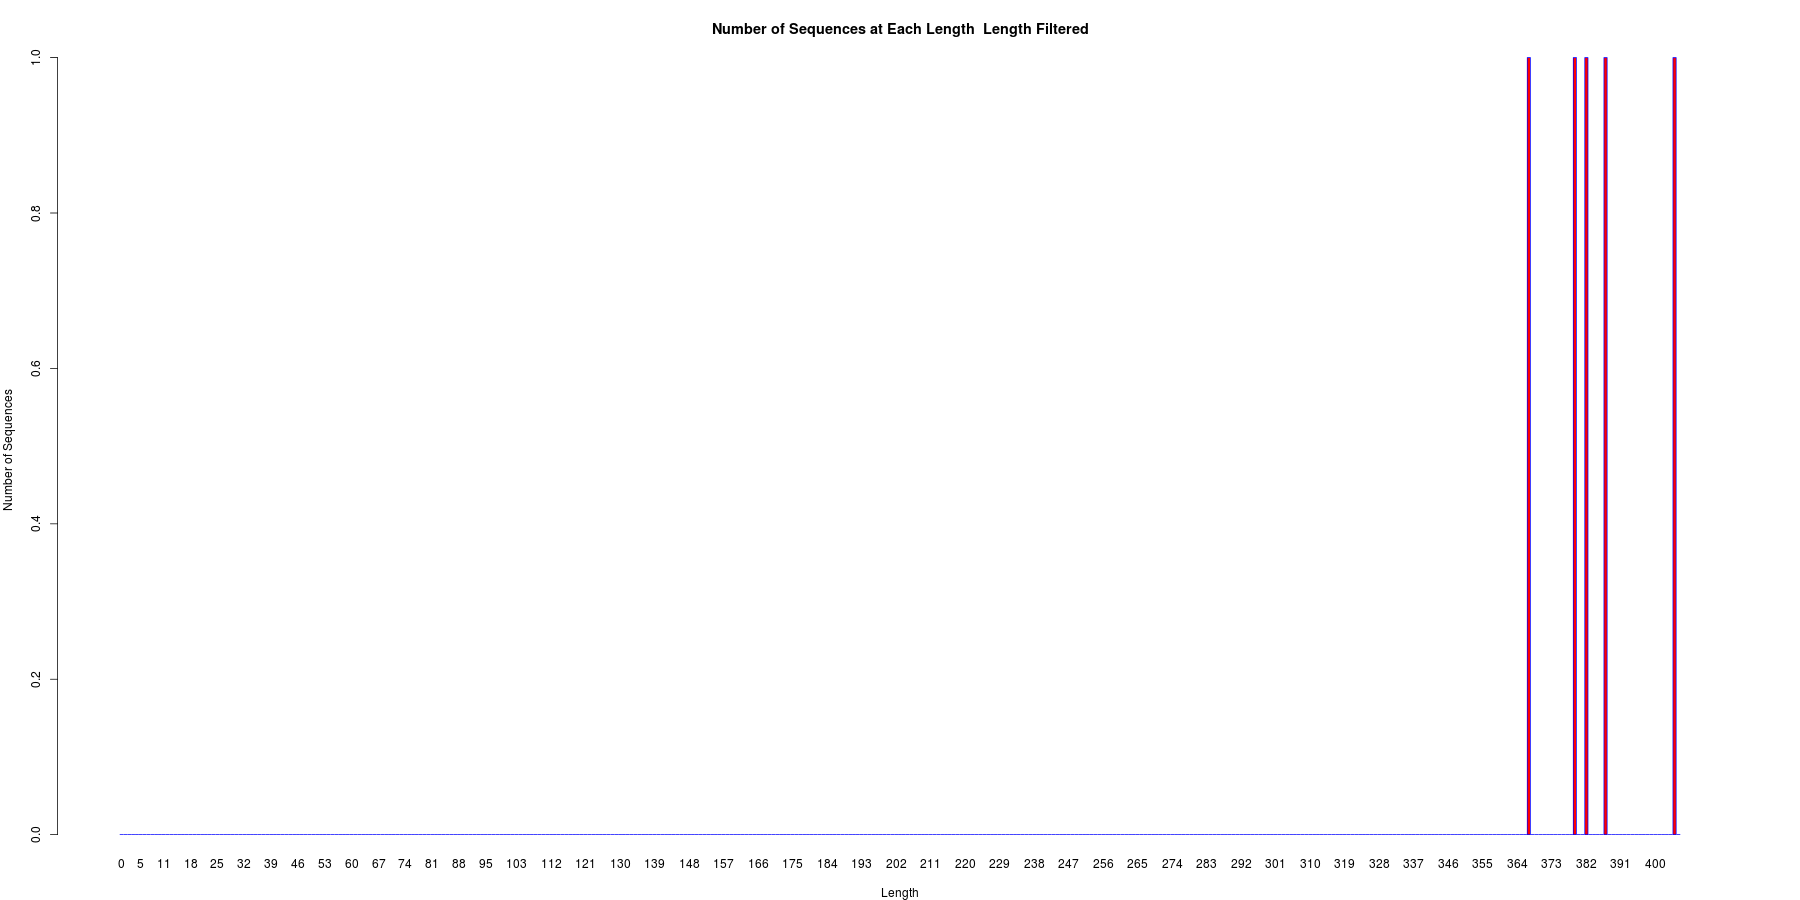 Number of Sequences at Each Length  Length Filtered
1.0
0.8
0.6
0.4
0.2
0.0
Number of Sequences
0 5 11 18 25 32 39 46 53 60 67 74 81 88 95 103 112 121 130 139 148 157 166 175 184 193 202 211 220 229 238 247 256 265 274 283 292 301 310 319 328 337 346 355 364 373 382 391 400
Length